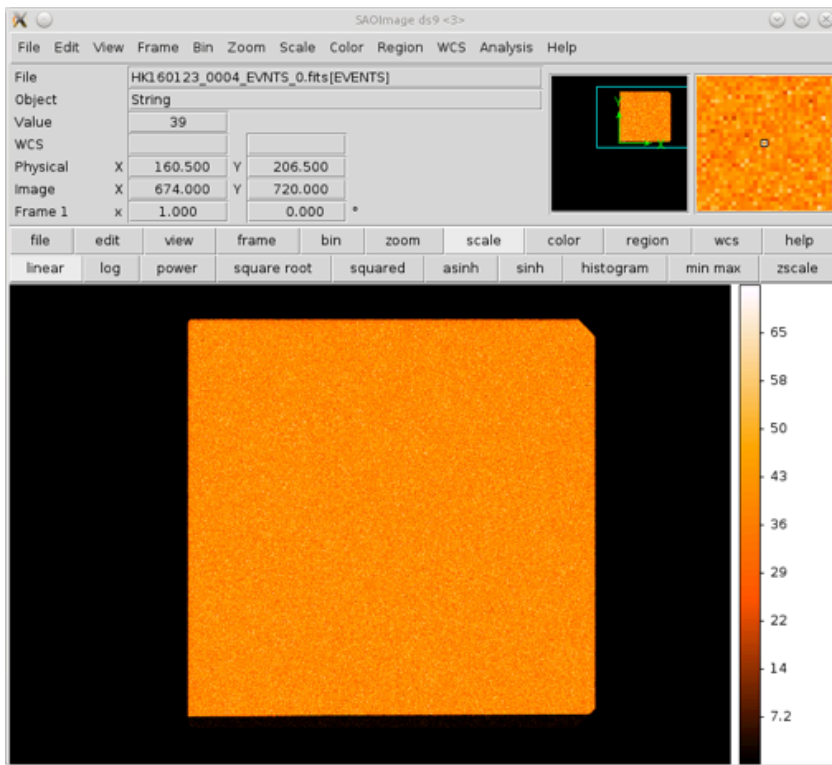 SAOImage ds9 <3>
File Edit View Frame Bin Zoom Scale Color Region WCS Analysis Help
File HK160123_0004_EVNTS_0.fits[EVENTS]
Object String
Value 39
WCS
Physical X 160.500 Y 206.500
Image X 674.000 Y 720.000
Frame 1 x 1.000 0.000 °
Y
X
file edit view frame bin zoom scale color region wcs help
linear log power square root squared asinh sinh histogram min max zscale
65
58
50
43
36
29
22
14
7.2